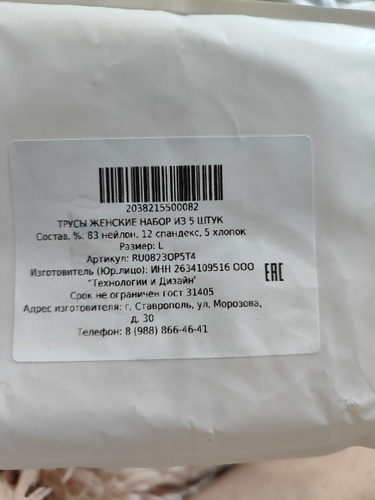 2038215500082
ТРУСЫ ЖЕНСКИЕ НАБОР ИЗ 5 ШТУК
Состав, %: 83 нейлон, 12 спандекс, 5 хлопок
Размер: L
Артикул: RU0823OP5T4
Изготовитель (Юр.лицо): ИНН 2634109516 ООО
"Технологии и Дизайн"
Срок не ограничен гост 31405
Адрес изготовителя: г. Ставрополь, ул. Морозова,
д. 30
Телефон: 8 (988) 866-46-41
EAC